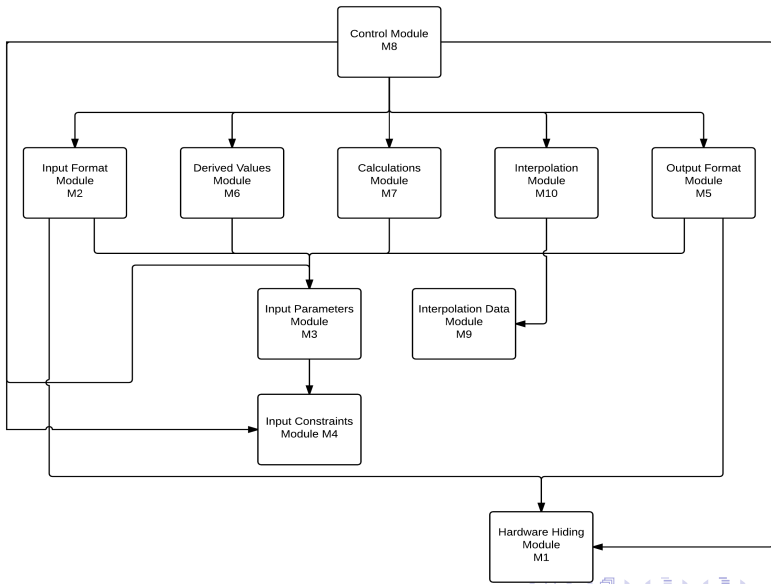 Control Module
M8
Input Format
Module
M2
Derived Values
Module
M6
Calculations
Module
M7
Interpolation
Module
M10
Output Format
Module
M5
Input Parameters
Module
M3
Interpolation Data
Module
M9
Input Constraints
Module M4
Hardware Hiding
Module
M1